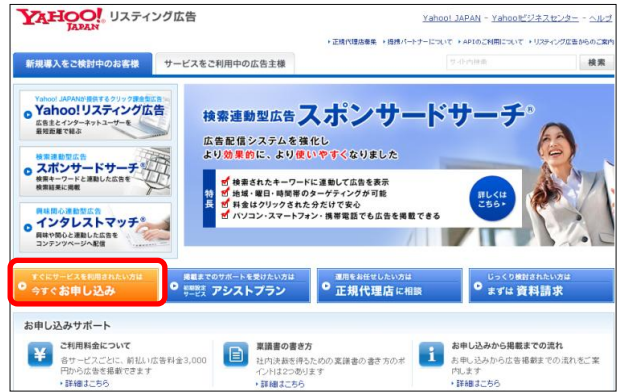 YAHOO! JAPAN リスティング広告
Yahoo! JAPAN - Yahoo!ビジネスセンター - ヘルプ
正規代理店募集 提携パートナーについて APIのご利用について リスティング広告からのご案内
新規導入をご検討中のお客様 サービスをご利用中の広告主様
サイト内検索 検索
Yahoo! JAPANが提供するクリック課金型広告
Yahoo!リスティング広告
広告主とインターネットユーザーを
最短距離で結ぶ
検索連動型広告
スポンサードサーチ®
検索キーワードと連動した広告を
検索結果に掲載
興味関心連動型広告
インタレストマッチ®
興味や関心と連動した広告を
コンテンツページへ配信
検索連動型広告スポンサードサーチ®
広告配信システムを強化し
より効果的に、より使いやすくなりました
特長
検索されたキーワードに連動して広告を表示
地域・曜日・時間帯のターゲティングが可能
料金はクリックされた分だけで安心
パソコン・スマートフォン・携帯電話でも広告を掲載できる
詳しくは
こちら
すぐにサービスを利用されたい方は
今すぐお申し込み
掲載までのサポートを受けたい方は
初期設定サービス アシストプラン
運用をお任せしたい方は
正規代理店に相談
じっくり検討されたい方は
まずは資料請求
お申し込みサポート
ご利用料金について
各サービスごとに、前払い広告料金3,000
円から広告を掲載できます
詳細はこちら
稟議書の書き方
社内決裁を得るための稟議書の書き方のポ
イントは2つあります
詳細はこちら
お申し込みから掲載までの流れ
お申し込みから広告掲載までの流れをご案
内します
詳細はこちら